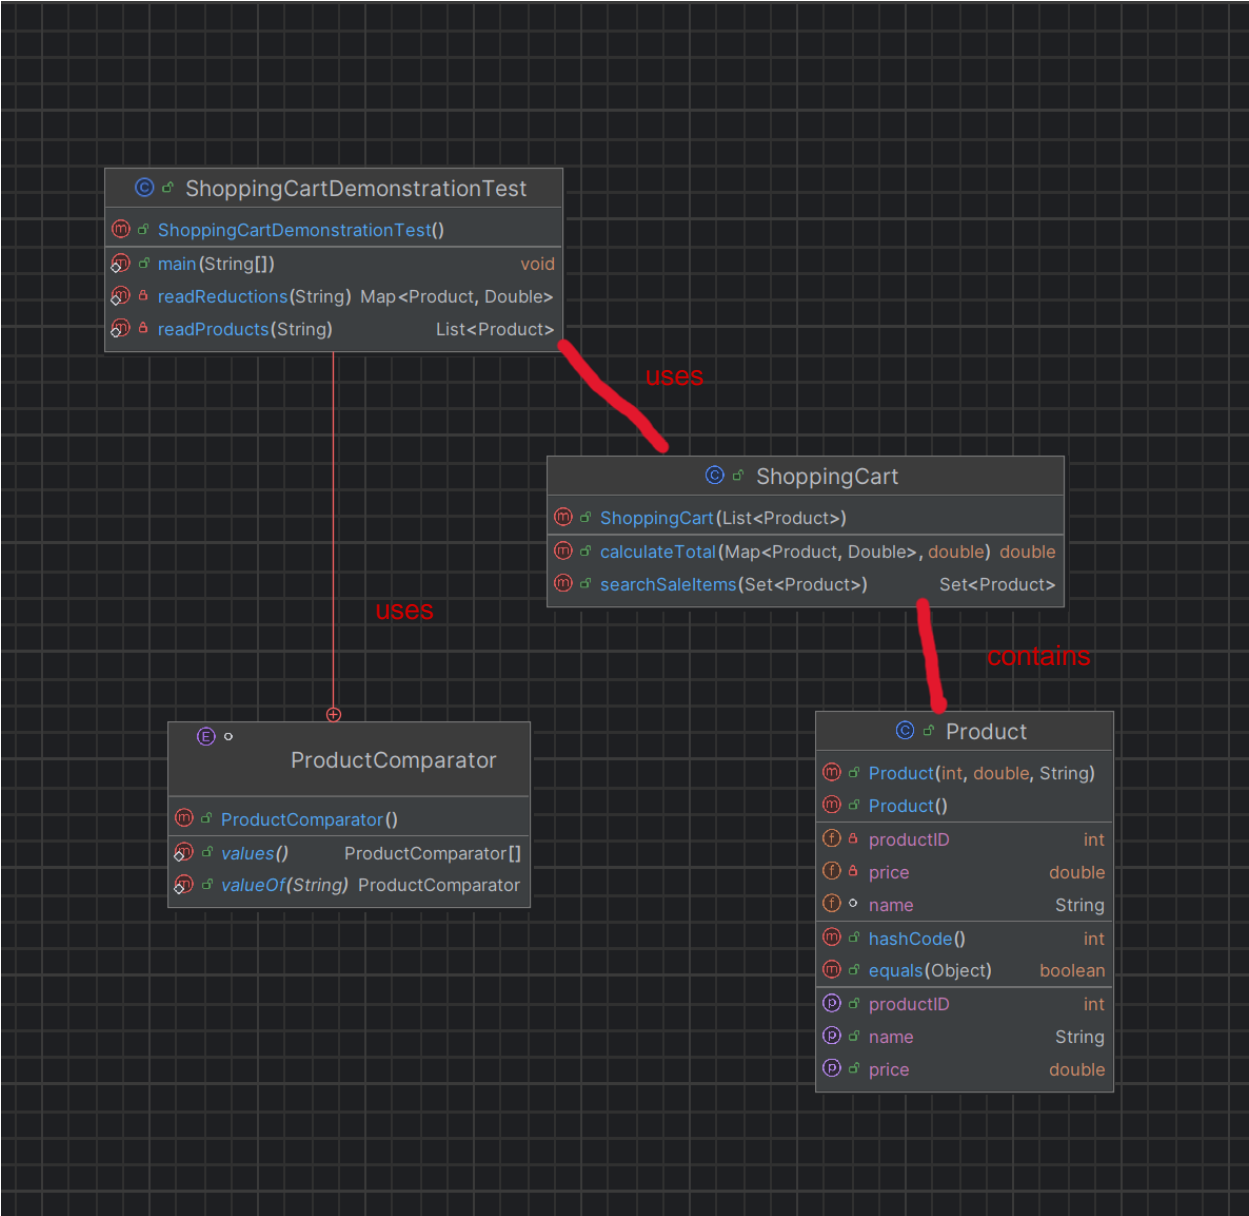 ShoppingCartDemonstrationTest
ShoppingCartDemonstrationTest()
main(String[]) void
readReductions(String) Map<Product, Double>
readProducts(String) List<Product>
uses
ShoppingCart
ShoppingCart(List<Product>)
calculateTotal(Map<Product, Double>, double) double
searchSaleItems(Set<Product>) Set<Product>
uses
contains
ProductComparator
ProductComparator()
values() ProductComparator[]
valueOf(String) ProductComparator
Product
Product(int, double, String)
Product()
productID int
price double
name String
hashCode() int
equals(Object) boolean
productID int
name String
price double